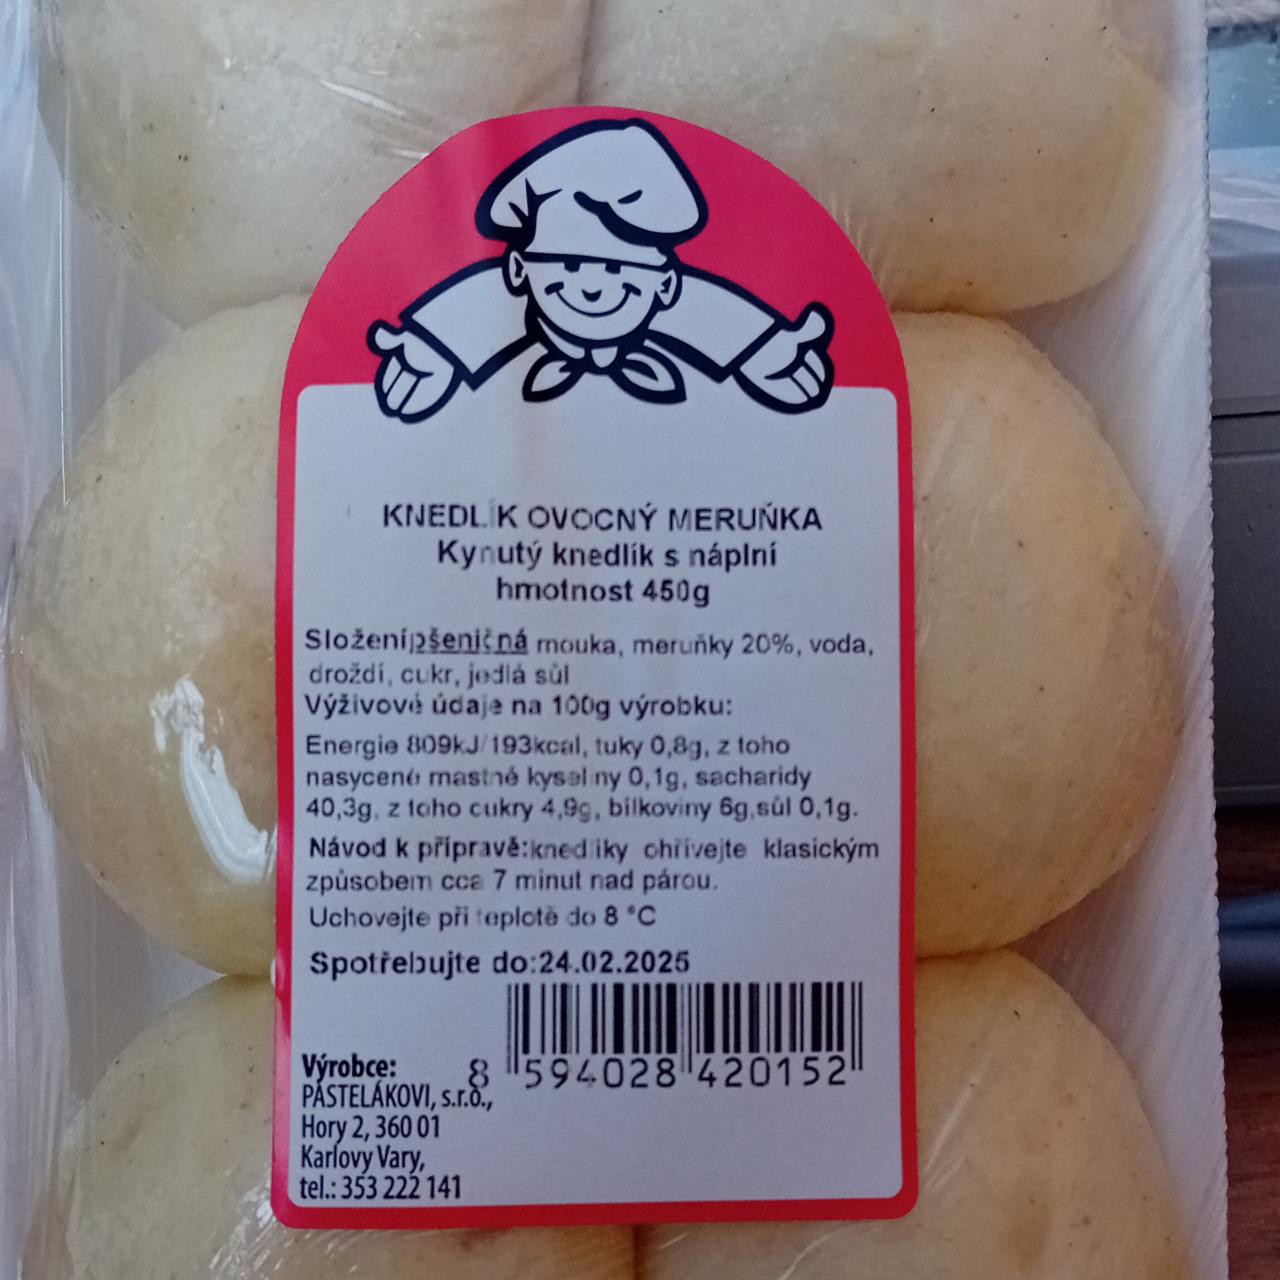 KNEDLÍK OVOCNÝ MERUŇKA
Kynutý knedlík s náplní
hmotnost 450g
Složení pšeničná mouka, meruňky 20%, voda,
droždí, cukr, jedlá sůl
Výživové údaje na 100g výrobku:
Energie 809kJ/193kcal, tuky 0,8g, z toho
nasycené mastné kyseliny 0,1g, sacharidy
40,3g, z toho cukry 4,9g, bílkoviny 6g,sůl 0,1g.
Návod k přípravě:knedlíky ohřívejte klasickým
způsobem cca 7 minut nad párou.
Uchovejte při teplotě do 8 °C
Spotřebujte do:24.02.2025
8 594028 420152
Výrobce:
PASTELÁKOVI, s.r.o.,
Hory 2, 360 01
Karlovy Vary,
tel.: 353 222 141